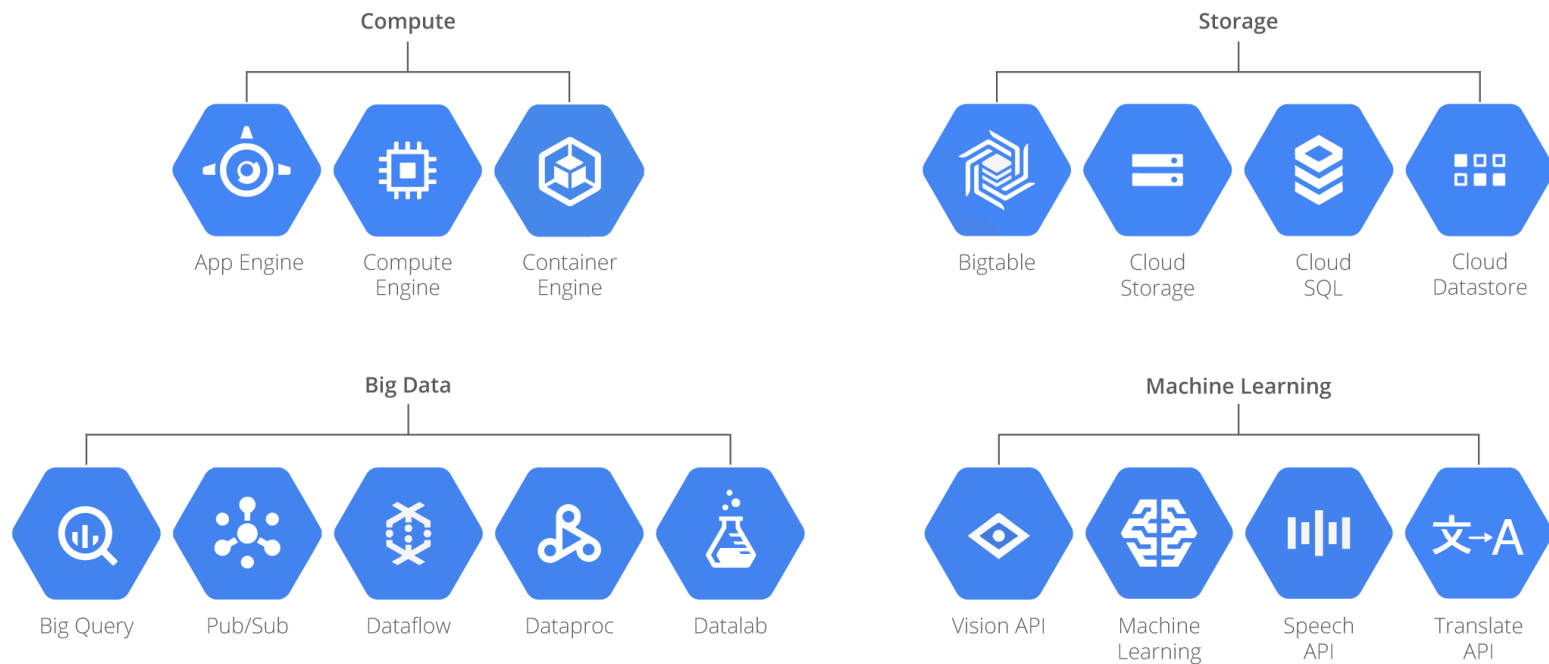 Compute
App Engine
Compute
Engine
Container
Engine
Storage
Bigtable
Cloud
Storage
Cloud
SQL
Cloud
Datastore
Big Data
Big Query
Pub/Sub
Dataflow
Dataproc
Datalab
Machine Learning
Vision API
Machine
Learning
Speech
API
文→A
Translate
API